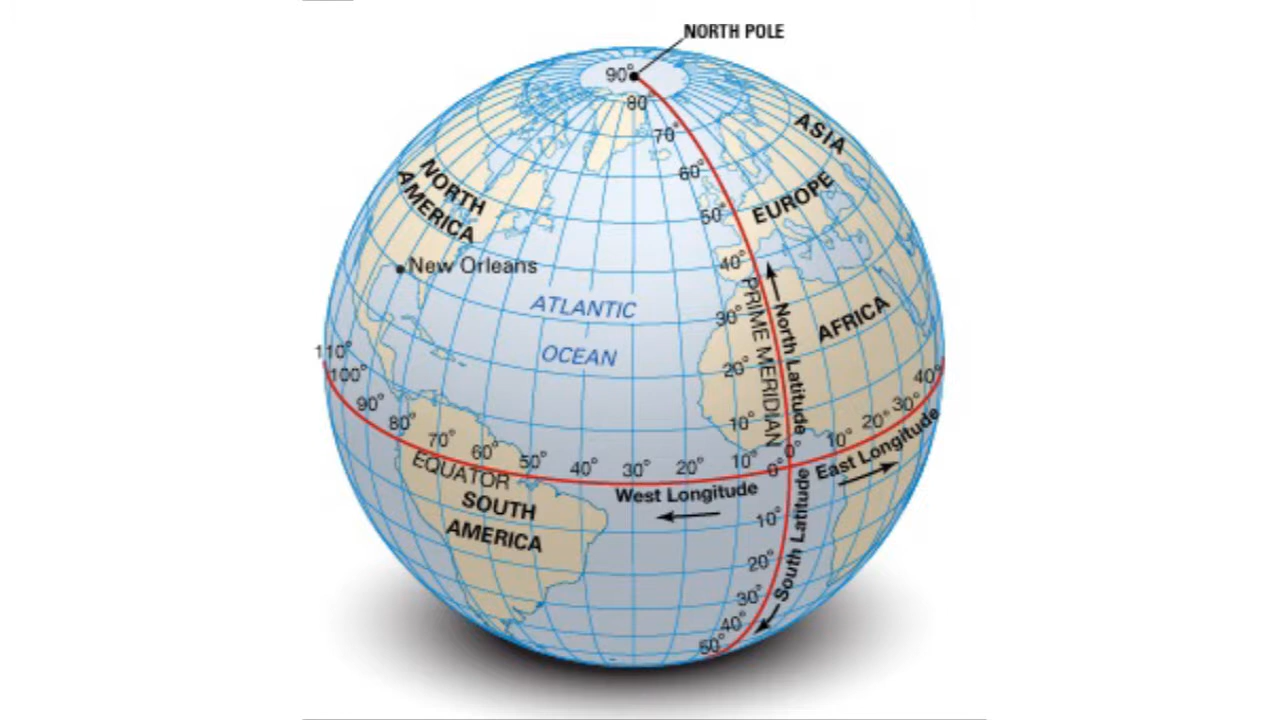 NORTH POLE
90°
80°
70°
60°
50°
40°
30°
20°
10°
0°
ASIA
EUROPE
NORTH
AMERICA
New Orleans
ATLANTIC
OCEAN
AFRICA
PRIME MERIDIAN
North Latitude
110°
100°
90°
80°
70°
60°
50°
40°
30°
20°
10°
0°
10°
20°
30°
40°
EQUATOR
West Longitude
East Longitude
SOUTH
AMERICA
South Latitude
10°
20°
30°
40°
50°